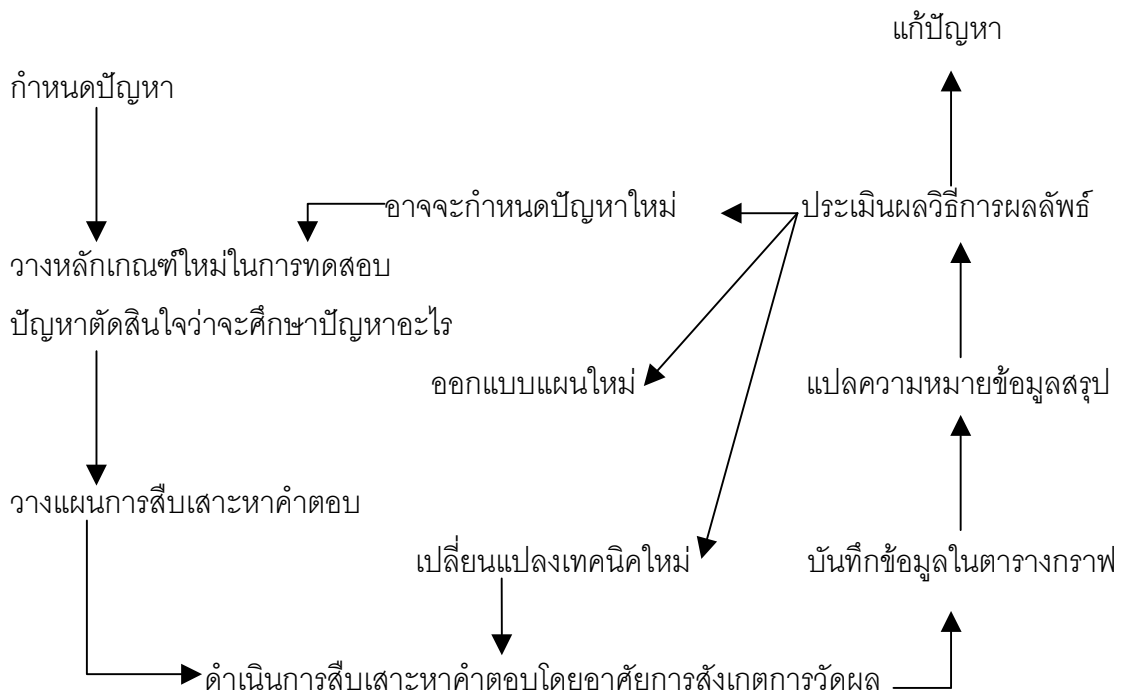 แก้ปัญหา
กำหนดปัญหา
อาจจะกำหนดปัญหาใหม่
ประเมินผลวิธีการผลลัพธ์
วางหลักเกณฑ์ใหม่ในการทดสอบ
ปัญหาตัดสินใจว่าจะศึกษาปัญหาอะไร
ออกแบบแผนใหม่
แปลความหมายข้อมูลสรุป
วางแผนการสืบเสาะหาคำตอบ
เปลี่ยนแปลงเทคนิคใหม่
บันทึกข้อมูลในตารางกราฟ
ดำเนินการสืบเสาะหาคำตอบโดยอาศัยการสังเกตการวัดผล